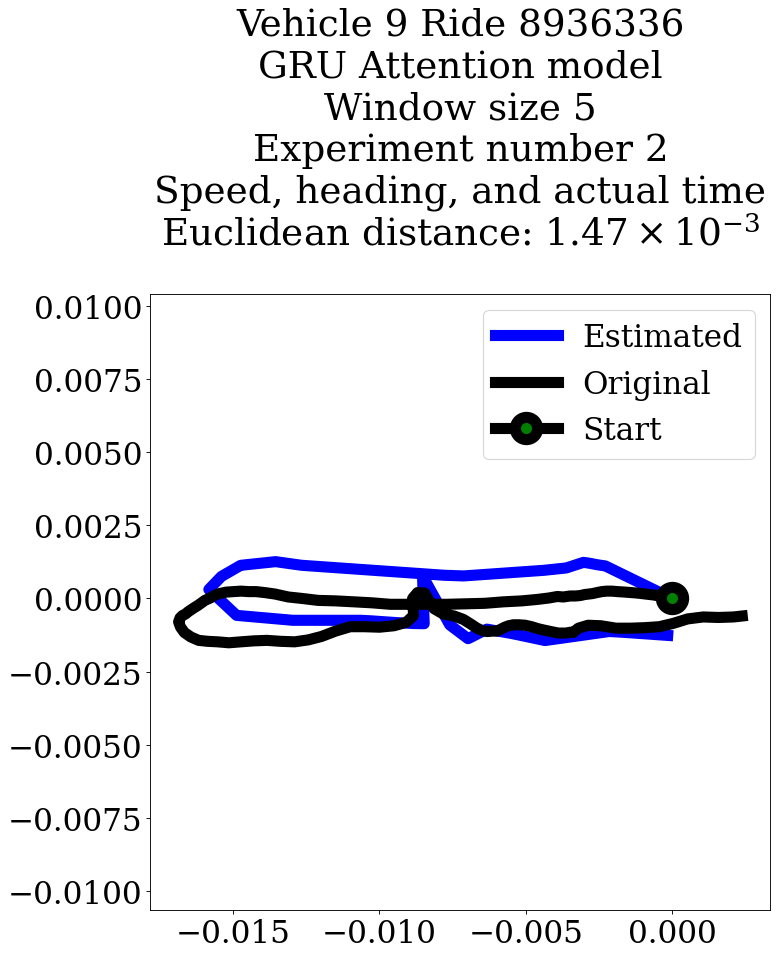 Vehicle 9 Ride 8936336
GRU Attention model
Window size 5
Experiment number 2
Speed, heading, and actual time
Euclidean distance: 1.47 × 10⁻³
Estimated
Original
Start
0.0100
0.0075
0.0050
0.0025
0.0000
−0.0025
−0.0050
−0.0075
−0.0100
−0.015 −0.010 −0.005 0.000